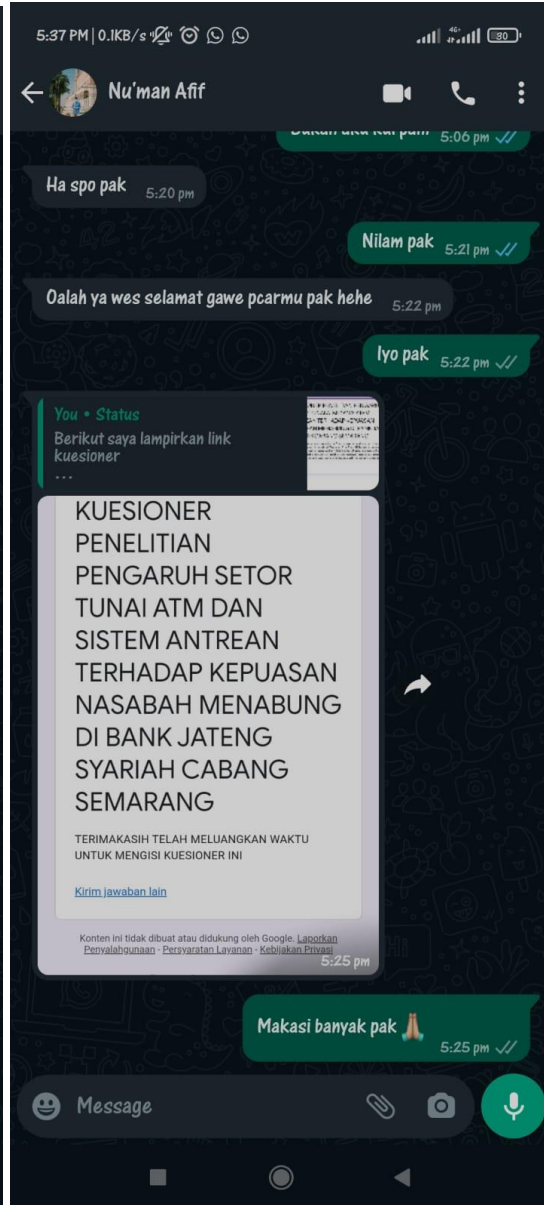 5:37 PM | 0.1KB/s
4G+
30
Nu'man Afif
5:06 pm
Ha spo pak
5:20 pm
Nilam pak
5:21 pm
Oalah ya wes selamat gawe pcarmu pak hehe
5:22 pm
Iyo pak
5:22 pm
You • Status
Berikut saya lampirkan link
kuesioner
...
KUESIONER
PENELITIAN
PENGARUH SETOR
TUNAI ATM DAN
SISTEM ANTREAN
TERHADAP KEPUASAN
NASABAH MENABUNG
DI BANK JATENG
SYARIAH CABANG
SEMARANG
TERIMAKASIH TELAH MELUANGKAN WAKTU
UNTUK MENGISI KUESIONER INI
Kirim jawaban lain
Konten ini tidak dibuat atau didukung oleh Google. Laporkan
Penyalahgunaan - Persyaratan Layanan - Kebijakan Privasi
5:25 pm
Makasi banyak pak 🙏🏼
5:25 pm
Message